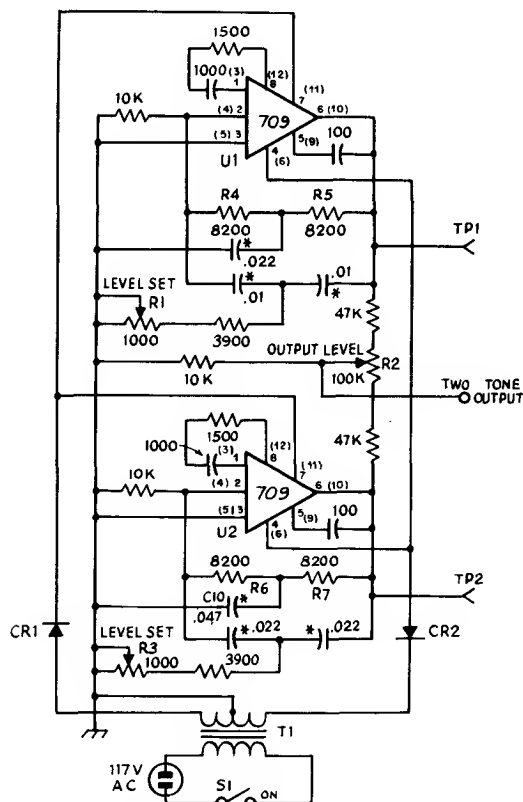 1500
1000 (3) 1
(12) 8
(11) 7
10K
(4) 2
(5) 3
709
6 (10)
5 (9)
4 (6)
100
U1
R4
8200
R5
8200
TP1
*
.022
LEVEL SET
R1
1000
3900
*
.01
.01
*
47K
OUTPUT LEVEL
R2
100K
10K
TWO TONE
OUTPUT
47K
1500
1000
(3) 1
(12) 8
(11) 7
10K
(4) 2
(5) 3
709
6 (10)
5 (9)
4 (6)
100
U2
8200
R6
8200
R7
TP2
C10
.047
*
CR1
CR2
LEVEL SET
R3
1000
3900
* .022
* .022
T1
117V
AC
S1
ON